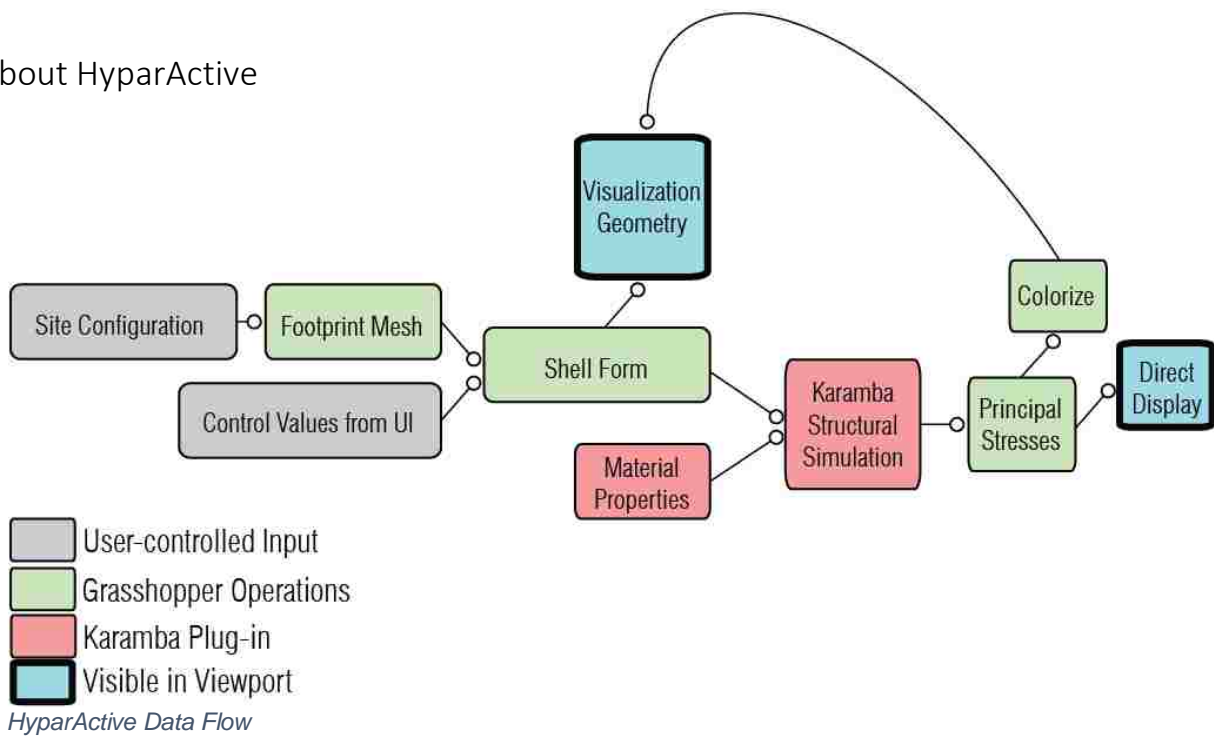 bout HyparActive
Visualization
Geometry
Colorize
Site Configuration
Footprint Mesh
Shell Form
Direct
Display
Karamba
Structural
Simulation
Principal
Stresses
Control Values from UI
Material
Properties
User-controlled Input
Grasshopper Operations
Karamba Plug-in
Visible in Viewport
HyparActive Data Flow